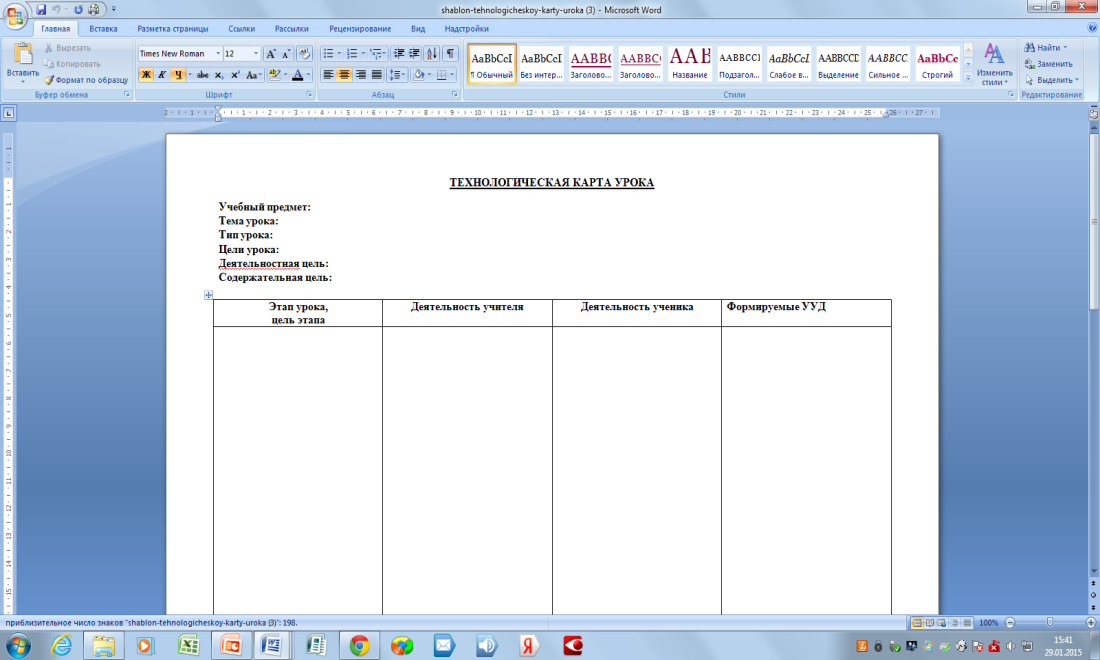 shablon-tehnologicheskoy-karty-uroka (3) - Microsoft Word
Главная Вставка Разметка страницы Ссылки Рассылки Рецензирование Вид Надстройки
Вставить
Вырезать
Копировать
Формат по образцу
Буфер обмена
Times New Roman 12
Ж К Ч abc x₂ x² Aa
Шрифт
Абзац
AaBbCcI AaBbCcI AABBC AABBC AAB AABBCCI AaBbCcI AABBCCD AABBCC AaBbCc
¶ Обычный Без интер... Заголово... Заголово... Название Подзагол... Слабое в... Выделение Сильное ... Строгий
Стили
Изменить
стили
Найти
Заменить
Выделить
Редактирование
ТЕХНОЛОГИЧЕСКАЯ КАРТА УРОКА
Учебный предмет:
Тема урока:
Тип урока:
Цели урока:
Деятельностная цель:
Содержательная цель:
Этап урока,
цель этапа
Деятельность учителя
Деятельность ученика
Формируемые УУД
приблизительное число знаков "shablon-tehnologicheskoy-karty-uroka (3)": 198.
100%
15:41
29.01.2015